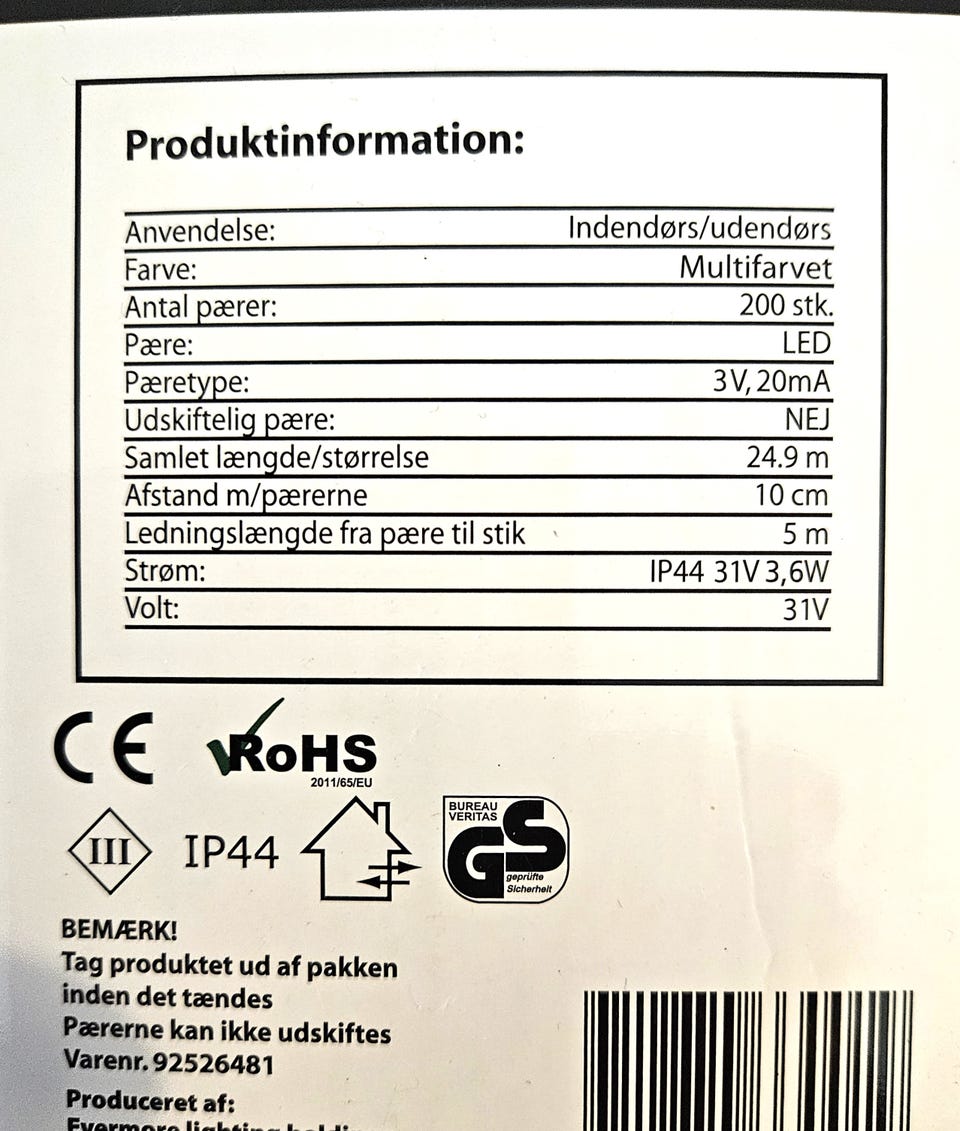 Produktinformation:
Anvendelse: Indendørs/udendørs
Farve: Multifarvet
Antal pærer: 200 stk.
Pære: LED
Pæretype: 3V, 20mA
Udskiftelig pære: NEJ
Samlet længde/størrelse 24.9 m
Afstand m/pærerne 10 cm
Ledningslængde fra pære til stik 5 m
Strøm: IP44 31V 3,6W
Volt: 31V
CE RoHS
2011/65/EU
III IP44
BUREAU
VERITAS
GS
geprüfte
Sicherheit
BEMÆRK!
Tag produktet ud af pakken
inden det tændes
Pærerne kan ikke udskiftes
Varenr. 92526481
Produceret af:
Evermore lighting